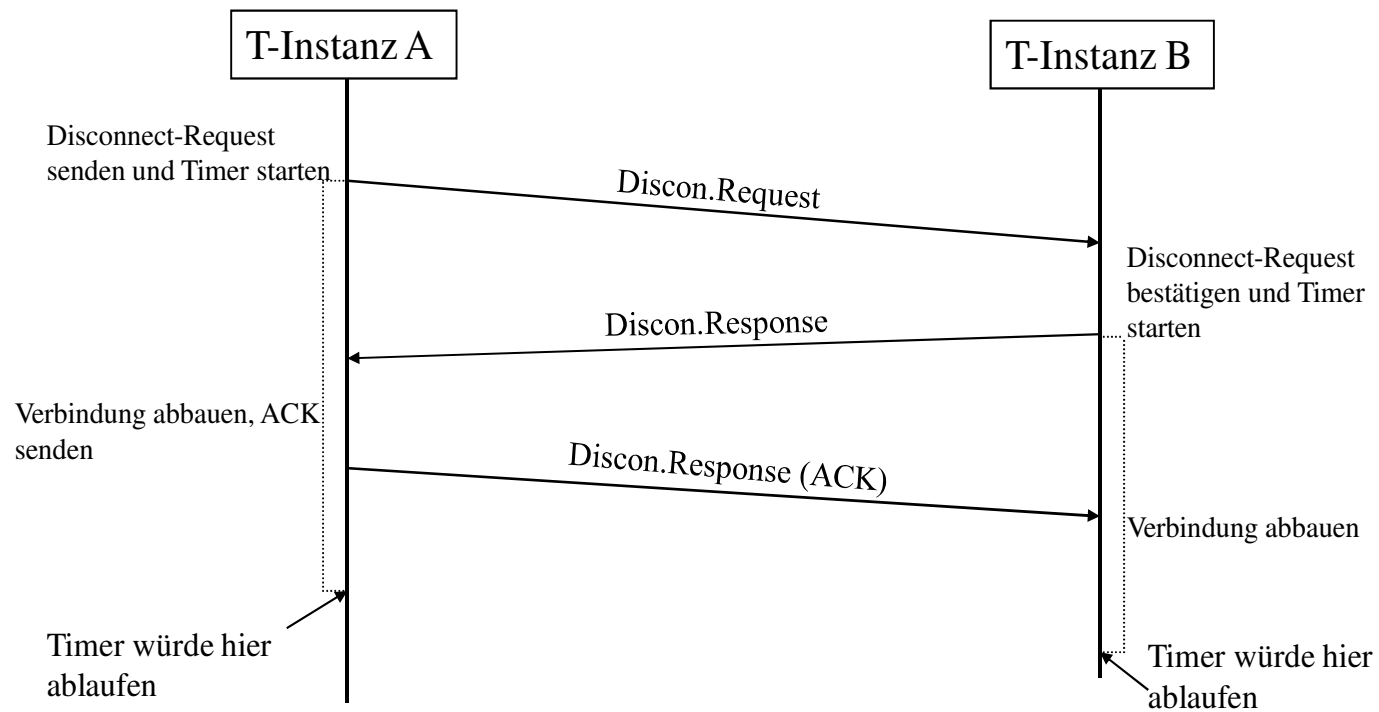 T-Instanz A
T-Instanz B
Disconnect-Request
senden und Timer starten
Discon.Request
Disconnect-Request
bestätigen und Timer
starten
Discon.Response
Verbindung abbauen, ACK
senden
Discon.Response (ACK)
Verbindung abbauen
Timer würde hier
ablaufen
Timer würde hier
ablaufen